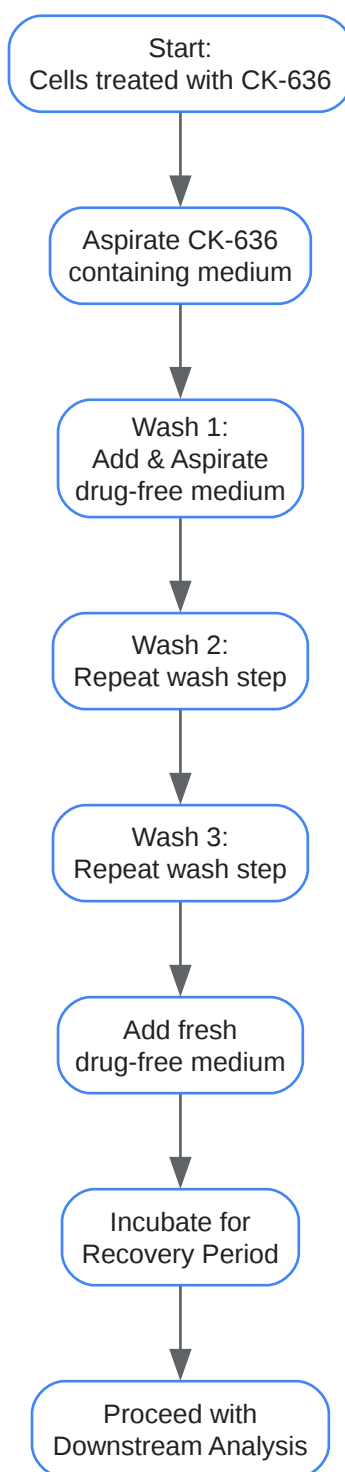 Start:
Cells treated with CK-636
Aspirate CK-636
containing medium
Wash 1:
Add & Aspirate
drug-free medium
Wash 2:
Repeat wash step
Wash 3:
Repeat wash step
Add fresh
drug-free medium
Incubate for
Recovery Period
Proceed with
Downstream Analysis